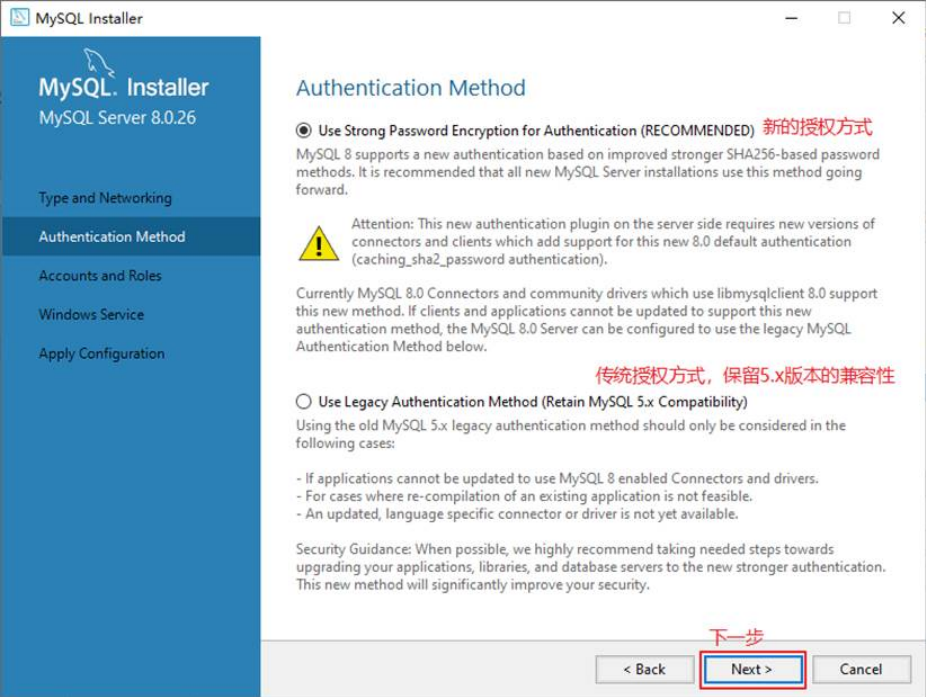 MySQL Installer
MySQL. Installer
MySQL Server 8.0.26
Type and Networking
Authentication Method
Accounts and Roles
Windows Service
Apply Configuration
Authentication Method
Use Strong Password Encryption for Authentication (RECOMMENDED) 新的授权方式
MySQL 8 supports a new authentication based on improved stronger SHA256-based password
methods. It is recommended that all new MySQL Server installations use this method going
forward.
Attention: This new authentication plugin on the server side requires new versions of
connectors and clients which add support for this new 8.0 default authentication
(caching_sha2_password authentication).
Currently MySQL 8.0 Connectors and community drivers which use libmysqlclient 8.0 support
this new method. If clients and applications cannot be updated to support this new
authentication method, the MySQL 8.0 Server can be configured to use the legacy MySQL
Authentication Method below.
传统授权方式，保留5.x版本的兼容性
Use Legacy Authentication Method (Retain MySQL 5.x Compatibility)
Using the old MySQL 5.x legacy authentication method should only be considered in the
following cases:
- If applications cannot be updated to use MySQL 8 enabled Connectors and drivers.
- For cases where re-compilation of an existing application is not feasible.
- An updated, language specific connector or driver is not yet available.
Security Guidance: When possible, we highly recommend taking needed steps towards
upgrading your applications, libraries, and database servers to the new stronger authentication.
This new method will significantly improve your security.
下一步
< Back
Next >
Cancel